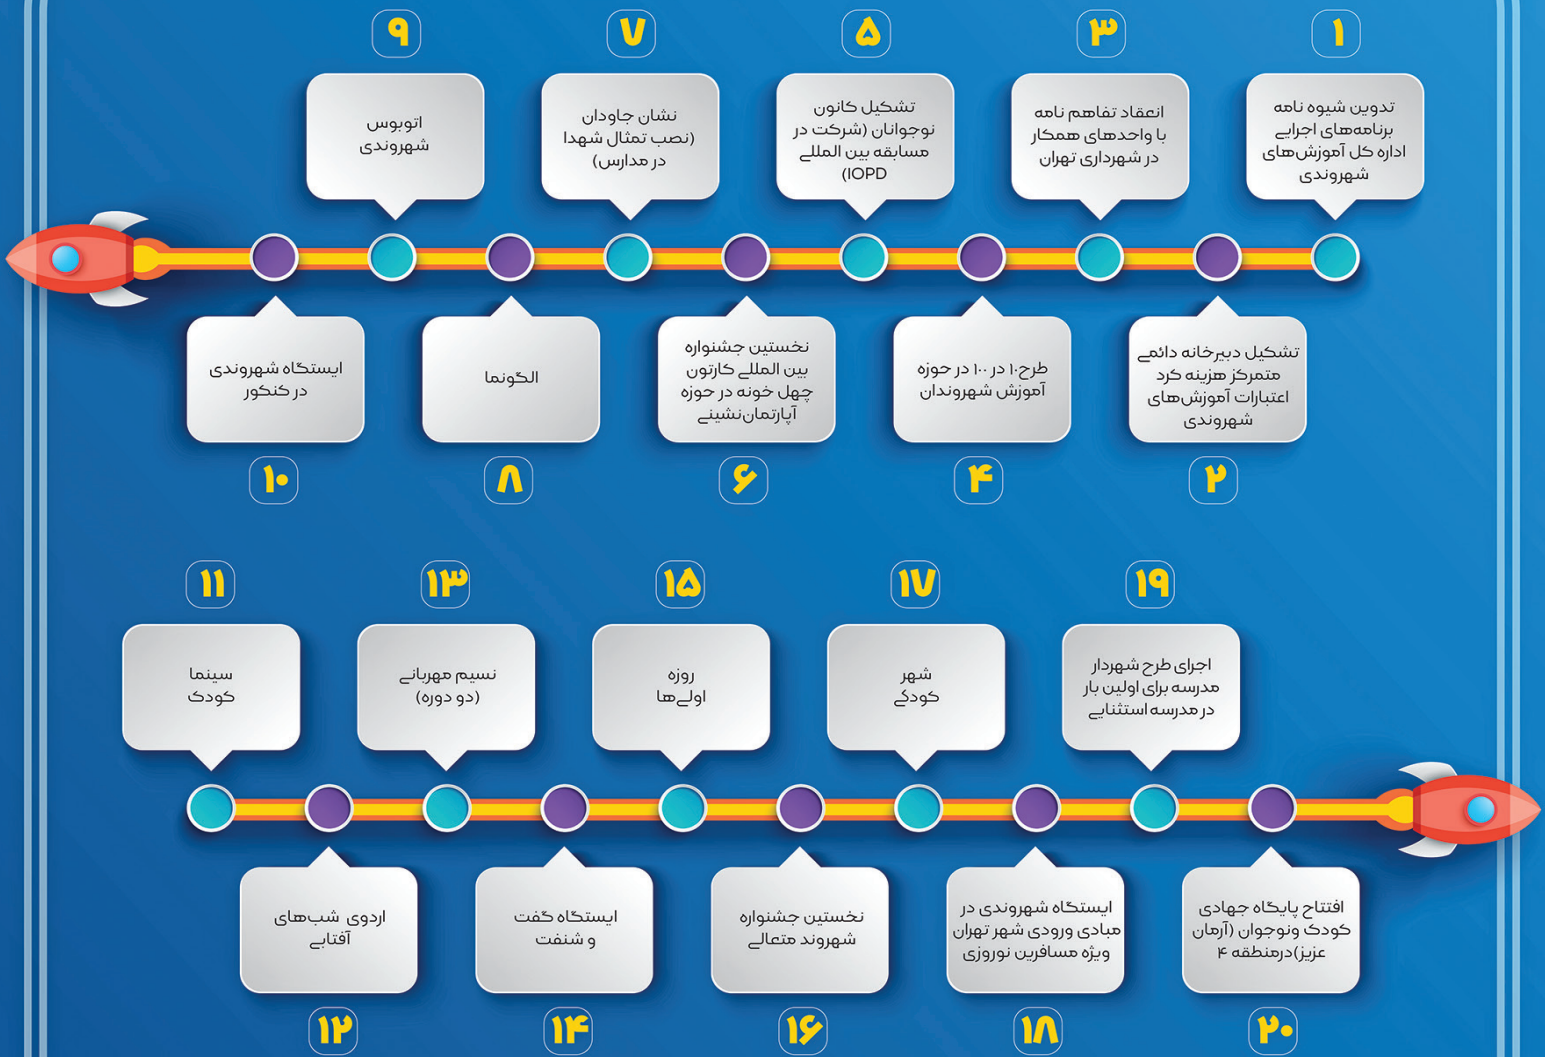 ۱
تدوین شیوه نامه
برنامه‌های اجرایی
اداره کل آموزش‌های
شهروندی
۲
تشکیل دبیرخانه دائمی
متمرکز هزینه کرد
اعتبارات آموزش‌های
شهروندی
۳
انعقاد تفاهم نامه
با واحدهای همکار
در شهرداری تهران
۴
طرح۱۰ در ۱۰۰ در حوزه
آموزش شهروندان
۵
تشکیل کانون
نوجوانان (شرکت در
مسابقه بین المللی
IOPD)
۶
نخستین جشنواره
بین المللی کارتون
چهل خونه در حوزه
آپارتمان‌نشینی
۷
نشان جاودان
(نصب تمثال شهدا
در مدارس)
۸
الگونما
۹
اتوبوس
شهروندی
۱۰
ایستگاه شهروندی
در کنکور
۱۱
سینما
کودک
۱۲
اردوی شب‌های
آفتابی
۱۳
نسیم مهربانی
(دو دوره)
۱۴
ایستگاه گفت
و شنفت
۱۵
روزه
اولی‌ها
۱۶
نخستین جشنواره
شهروند متعالی
۱۷
شهر
کودکی
۱۸
ایستگاه شهروندی در
مبادی ورودی شهر تهران
ویژه مسافرین نوروزی
۱۹
اجرای طرح شهردار
مدرسه برای اولین بار
در مدرسه استثنایی
۲۰
افتتاح پایگاه جهادی
کودک ونوجوان (آرمان
عزیز)درمنطقه ۴